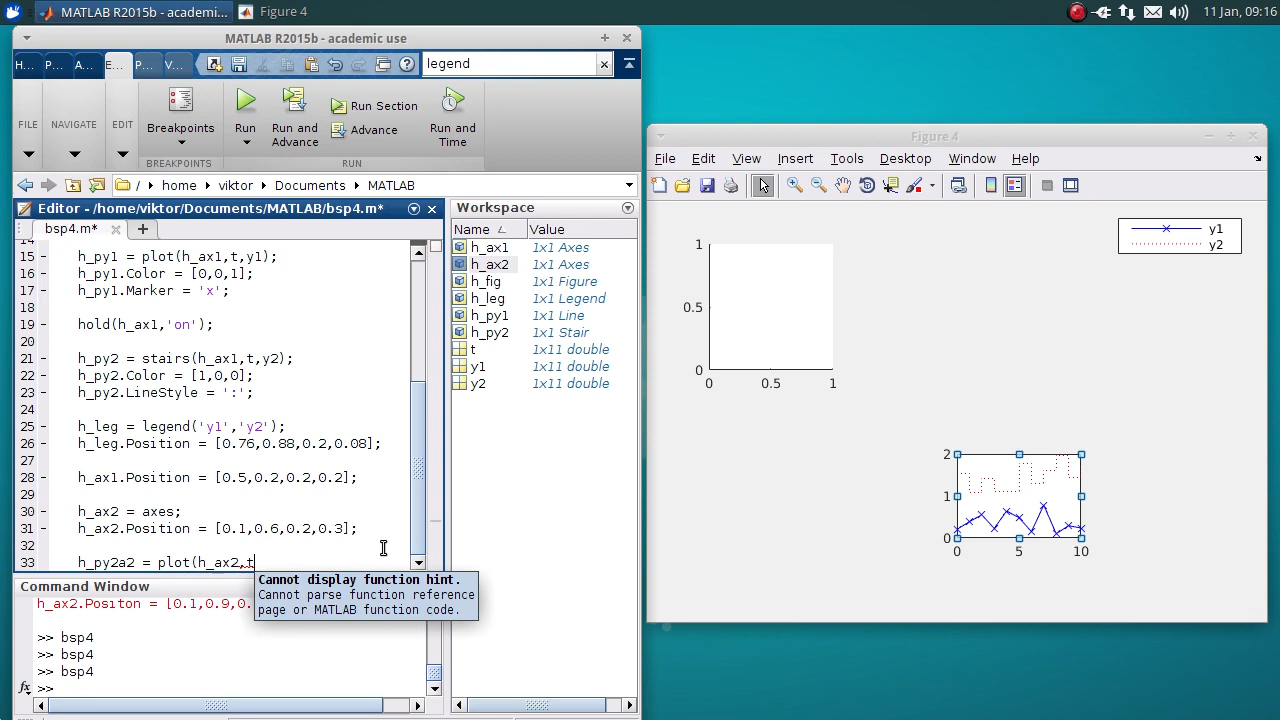 MATLAB R2015b - academi... Figure 4 11 Jan, 09:16
MATLAB R2015b - academic use
H... P... A... E... P... V... legend
FILE NAVIGATE EDIT Breakpoints Run Run and Advance Run Section Advance Run and Time
BREAKPOINTS RUN
/ home viktor Documents MATLAB
Editor - /home/viktor/Documents/MATLAB/bsp4.m*
bsp4.m*
14
15 - h_py1 = plot(h_ax1,t,y1);
16 - h_py1.Color = [0,0,1];
17 - h_py1.Marker = 'x';
18
19 - hold(h_ax1,'on');
20
21 - h_py2 = stairs(h_ax1,t,y2);
22 - h_py2.Color = [1,0,0];
23 - h_py2.LineStyle = ':';
24
25 - h_leg = legend('y1','y2');
26 - h_leg.Position = [0.76,0.88,0.2,0.08];
27
28 - h_ax1.Position = [0.5,0.2,0.2,0.2];
29
30 - h_ax2 = axes;
31 - h_ax2.Position = [0.1,0.6,0.2,0.3];
32
33 h_py2a2 = plot(h_ax2,t
Cannot display function hint.
Cannot parse function reference
page or MATLAB function code.
Command Window
h_ax2.Positon = [0.1,0.9,0.
>> bsp4
>> bsp4
>> bsp4
fx >>
Workspace
Name Value
h_ax1 1x1 Axes
h_ax2 1x1 Axes
h_fig 1x1 Figure
h_leg 1x1 Legend
h_py1 1x1 Line
h_py2 1x1 Stair
t 1x11 double
y1 1x11 double
y2 1x11 double
Figure 4
File Edit View Insert Tools Desktop Window Help
y1
y2
1
0.5
0
0 0.5 1
2
1
0
0 5 10